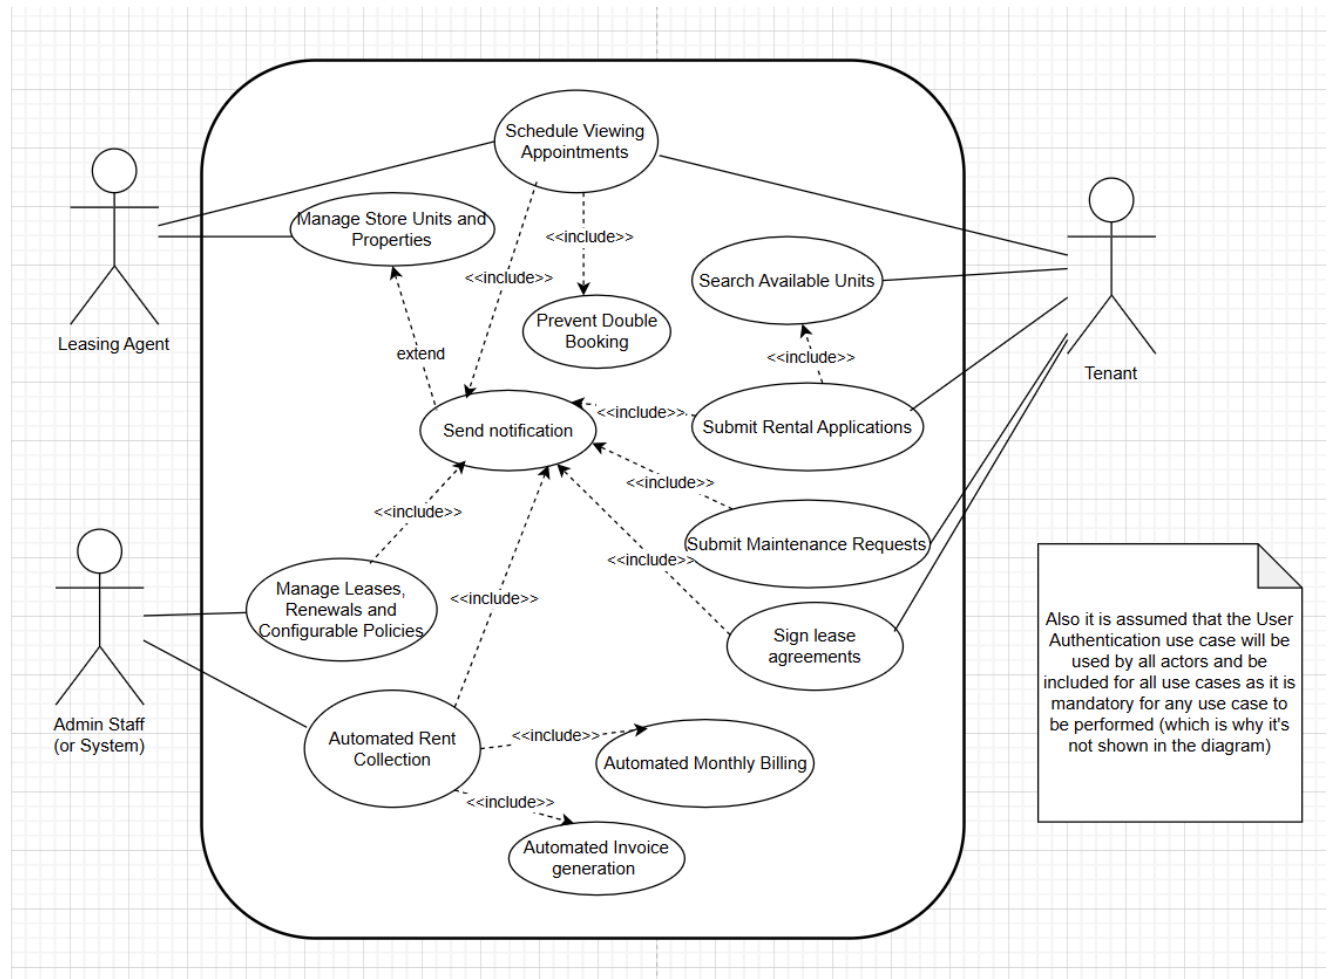 Schedule Viewing
Appointments
Manage Store Units and
Properties
<<include>>
<<include>>
Search Available Units
Prevent Double
Booking
Leasing Agent
extend
<<include>>
Tenant
<<include>>
Send notification
Submit Rental Applications
<<include>>
<<include>>
Submit Maintenance Requests
<<include>>
Manage Leases,
Renewals and
Configurable Policies
<<include>>
Sign lease
agreements
Also it is assumed that the User
Authentication use case will be
used by all actors and be
included for all use cases as it is
mandatory for any use case to
be performed (which is why it's
not shown in the diagram)
Admin Staff
(or System)
Automated Rent
Collection
<<include>>
Automated Monthly Billing
<<include>>
Automated Invoice
generation